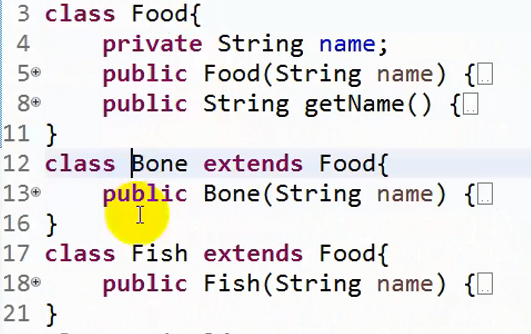 3 class Food{
4 private String name;
5 public Food(String name) {
8 public String getName() {
11 }
12 class Bone extends Food{
13 public Bone(String name) {
16 }
17 class Fish extends Food{
18 public Fish(String name) {
21 }